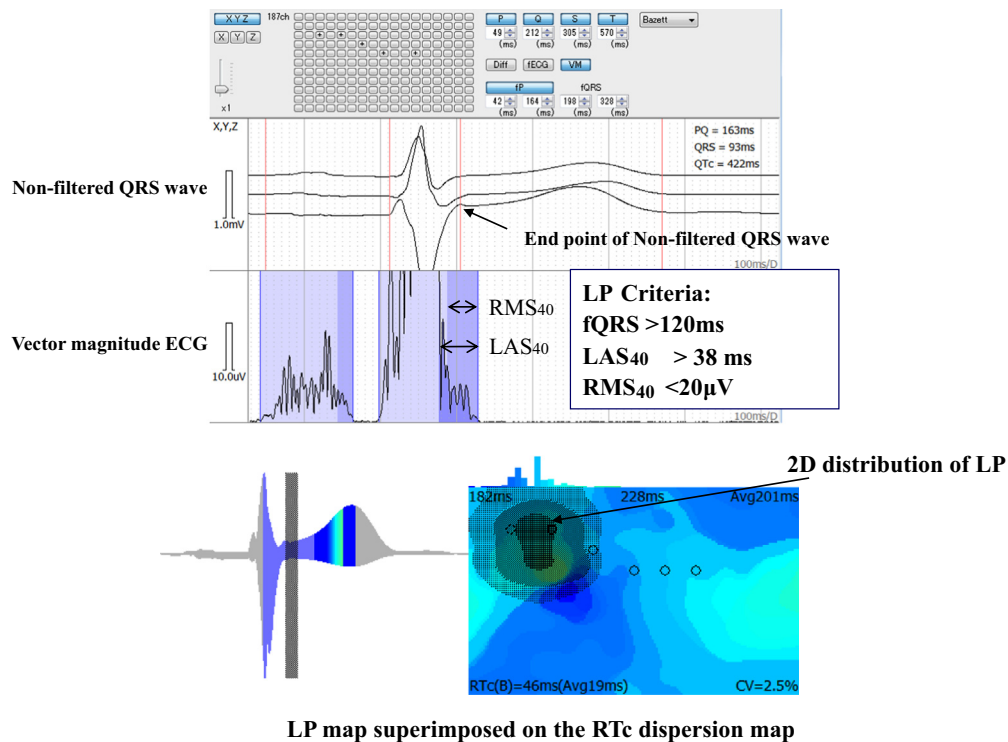 X Y Z
187ch
P Q S T
Bazett
49 212 305 570
(ms) (ms) (ms) (ms)
X Y Z
Diff fECG VM
fP fQRS
42 164 198 328
(ms) (ms) (ms) (ms)
x1
X,Y,Z
PQ = 163ms
QRS = 93ms
QTc = 422ms
Non-filtered QRS wave
1.0mV
End point of Non-filtered QRS wave
100ms/D
RMS40
LAS40
Vector magnitude ECG
10.0uV
LP Criteria:
fQRS >120ms
LAS40 > 38 ms
RMS40 <20μV
100ms/D
2D distribution of LP
182ms 228ms Avg201ms
RTc(B)=46ms(Avg19ms) CV=2.5%
LP map superimposed on the RTc dispersion map